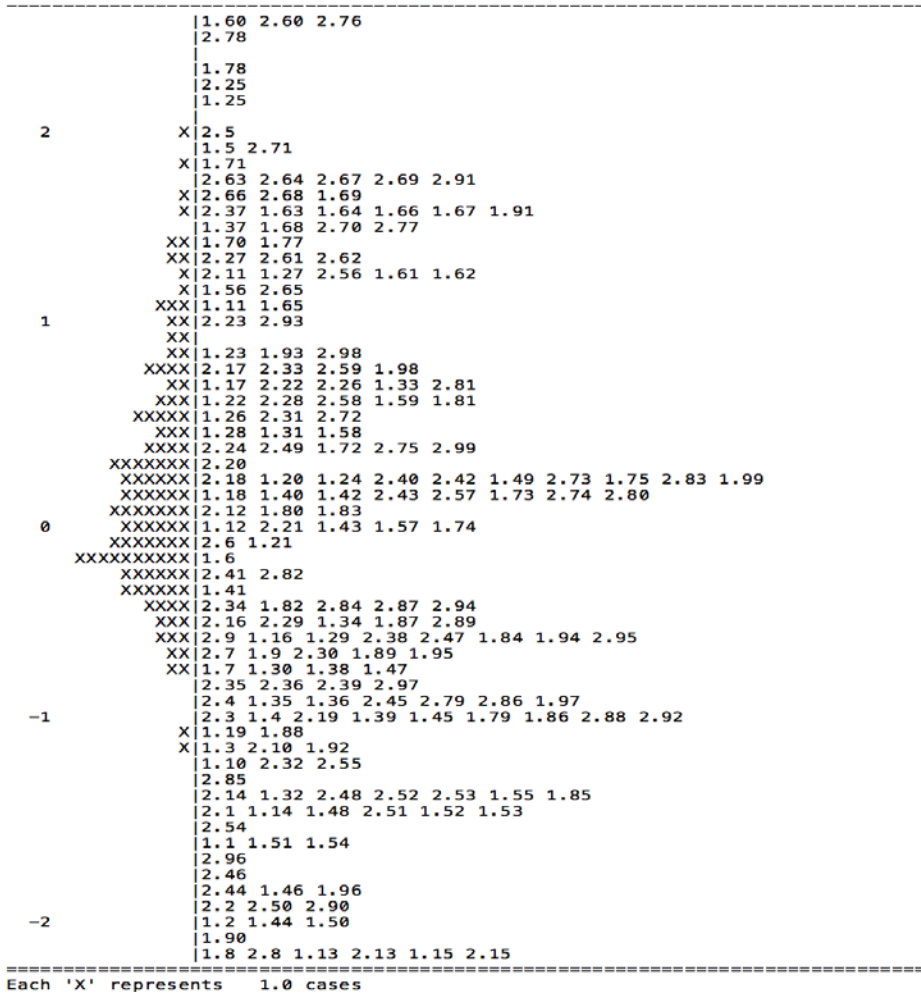 |1.60 2.60 2.76
|2.78
|
|1.78
|2.25
|1.25
|
2 X|2.5
|1.5 2.71
X|1.71
|2.63 2.64 2.67 2.69 2.91
X|2.66 2.68 1.69
X|2.37 1.63 1.64 1.66 1.67 1.91
|1.37 1.68 2.70 2.77
XX|1.70 1.77
XX|2.27 2.61 2.62
X|2.11 1.27 2.56 1.61 1.62
X|1.56 2.65
XXX|1.11 1.65
1 XX|2.23 2.93
XX|
XX|1.23 1.93 2.98
XXXX|2.17 2.33 2.59 1.98
XX|1.17 2.22 2.26 1.33 2.81
XXX|1.22 2.28 2.58 1.59 1.81
XXXXX|1.26 2.31 2.72
XXX|1.28 1.31 1.58
XXXX|2.24 2.49 1.72 2.75 2.99
XXXXXXX|2.20
XXXXXX|2.18 1.20 1.24 2.40 2.42 1.49 2.73 1.75 2.83 1.99
XXXXXX|1.18 1.40 1.42 2.43 2.57 1.73 2.74 2.80
XXXXXXX|2.12 1.80 1.83
0 XXXXXX|1.12 2.21 1.43 1.57 1.74
XXXXXXX|2.6 1.21
XXXXXXXXXX|1.6
XXXXXX|2.41 2.82
XXXXXX|1.41
XXXX|2.34 1.82 2.84 2.87 2.94
XXX|2.16 2.29 1.34 1.87 2.89
XXX|2.9 1.16 1.29 2.38 2.47 1.84 1.94 2.95
XX|2.7 1.9 2.30 1.89 1.95
XX|1.7 1.30 1.38 1.47
|2.35 2.36 2.39 2.97
|2.4 1.35 1.36 2.45 2.79 2.86 1.97
-1 |2.3 1.4 2.19 1.39 1.45 1.79 1.86 2.88 2.92
X|1.19 1.88
X|1.3 2.10 1.92
|1.10 2.32 2.55
|2.85
|2.14 1.32 2.48 2.52 2.53 1.55 1.85
|2.1 1.14 1.48 2.51 1.52 1.53
|2.54
|1.1 1.51 1.54
|2.96
|2.46
|2.44 1.46 1.96
|2.2 2.50 2.90
-2 |1.2 1.44 1.50
|1.90
|1.8 2.8 1.13 2.13 1.15 2.15
Each 'X' represents 1.0 cases